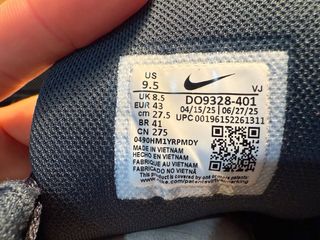 US
9.5
VJ
UK 8.5
EUR 43
cm 27.5
BR 41
CN 275
DO9328-401
04/15/25 06/27/25
UPC 00196152261311
0490HM1YRPMDY
MADE IN VIETNAM
HECHO EN VIETNAM
FABRIQUE AU VIETNAM
FABRICADO NO VIETNÃ